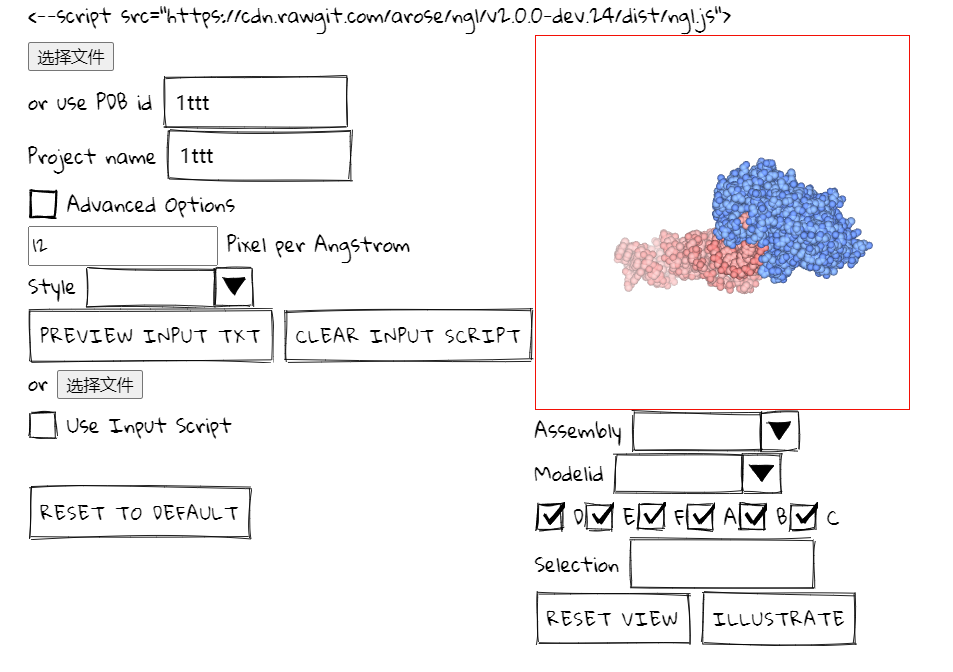 <--script src="https://cdn.rawgit.com/arose/ngl/v2.0.0-dev.24/dist/ngl.js">
选择文件
or use PDB id 1ttt
Project name 1ttt
Advanced Options
12 Pixel per Angstrom
Style
PREVIEW INPUT TXT CLEAR INPUT SCRIPT
or 选择文件
Use Input Script
RESET TO DEFAULT
Assembly
Modelid
D E F A B C
Selection
RESET VIEW ILLUSTRATE